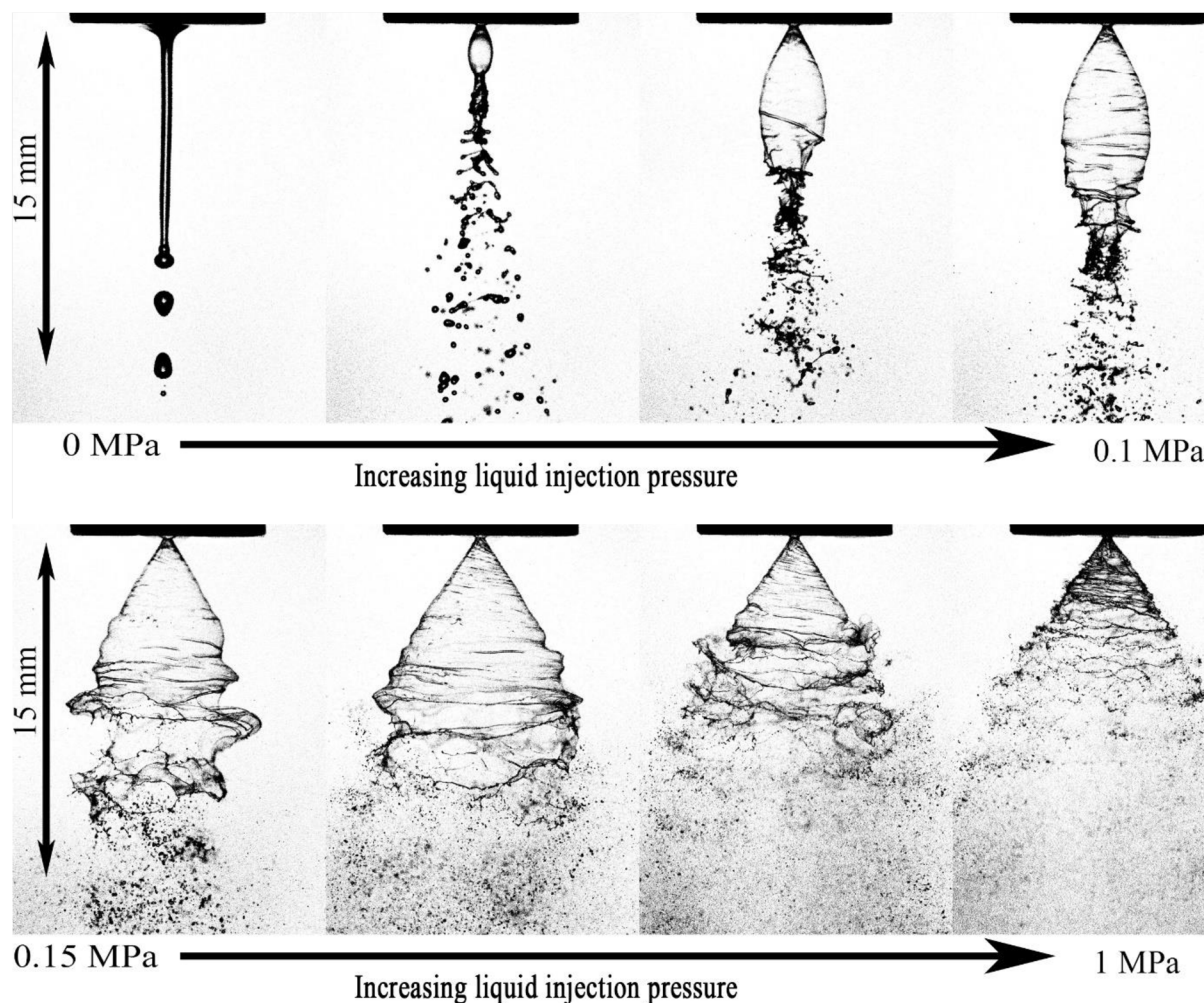 15 mm
0 MPa
0.1 MPa
Increasing liquid injection pressure
15 mm
0.15 MPa
1 MPa
Increasing liquid injection pressure